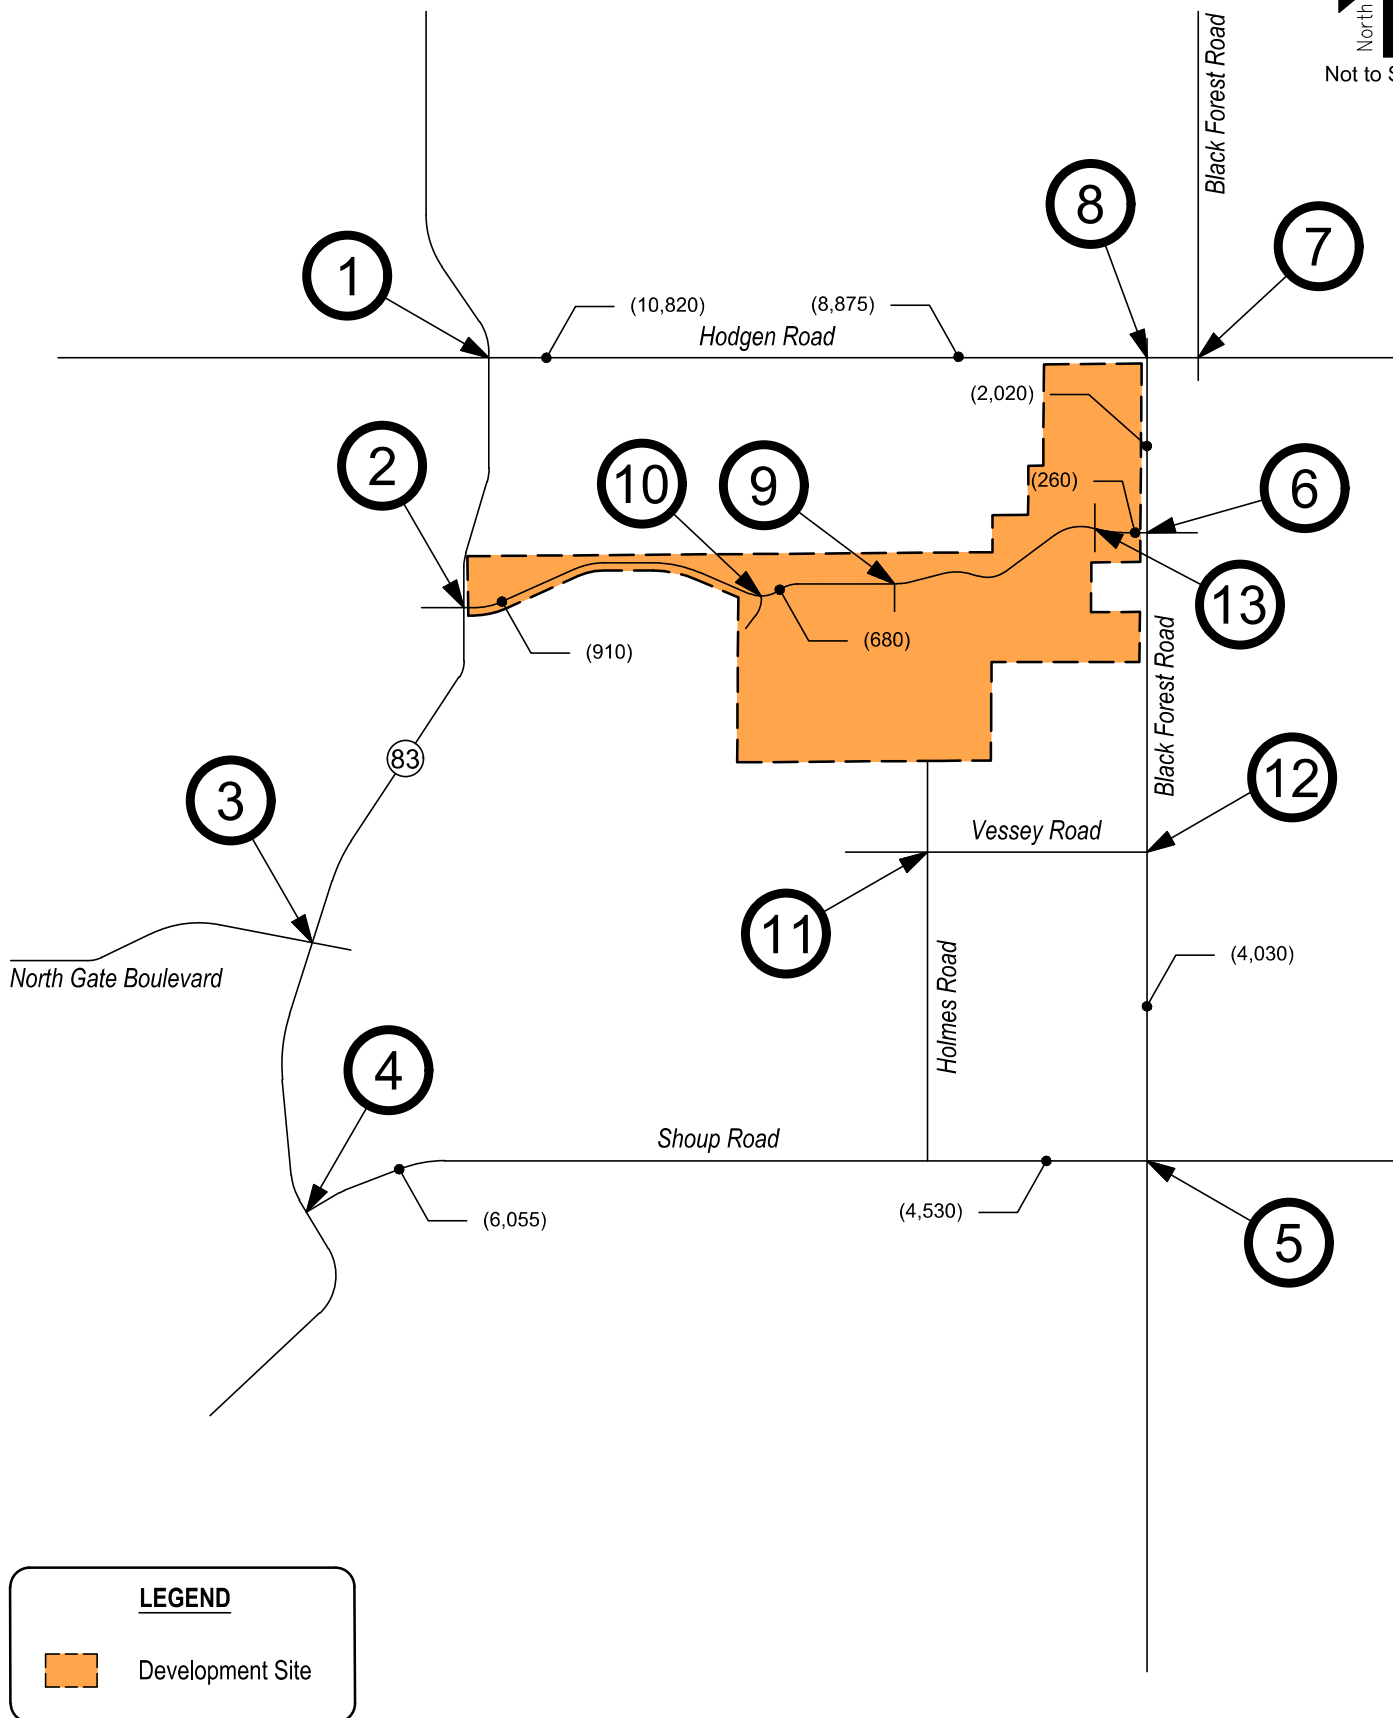 North
Not to
Black Forest Road
8
7
1
(10,820)
(8,875)
Hodgen Road
(2,020)
2
10
9
(260)
6
13
(910)
(680)
Black Forest Road
83
3
12
Vessey Road
11
North Gate Boulevard
Holmes Road
(4,030)
4
Shoup Road
(6,055)
(4,530)
5
LEGEND
Development Site